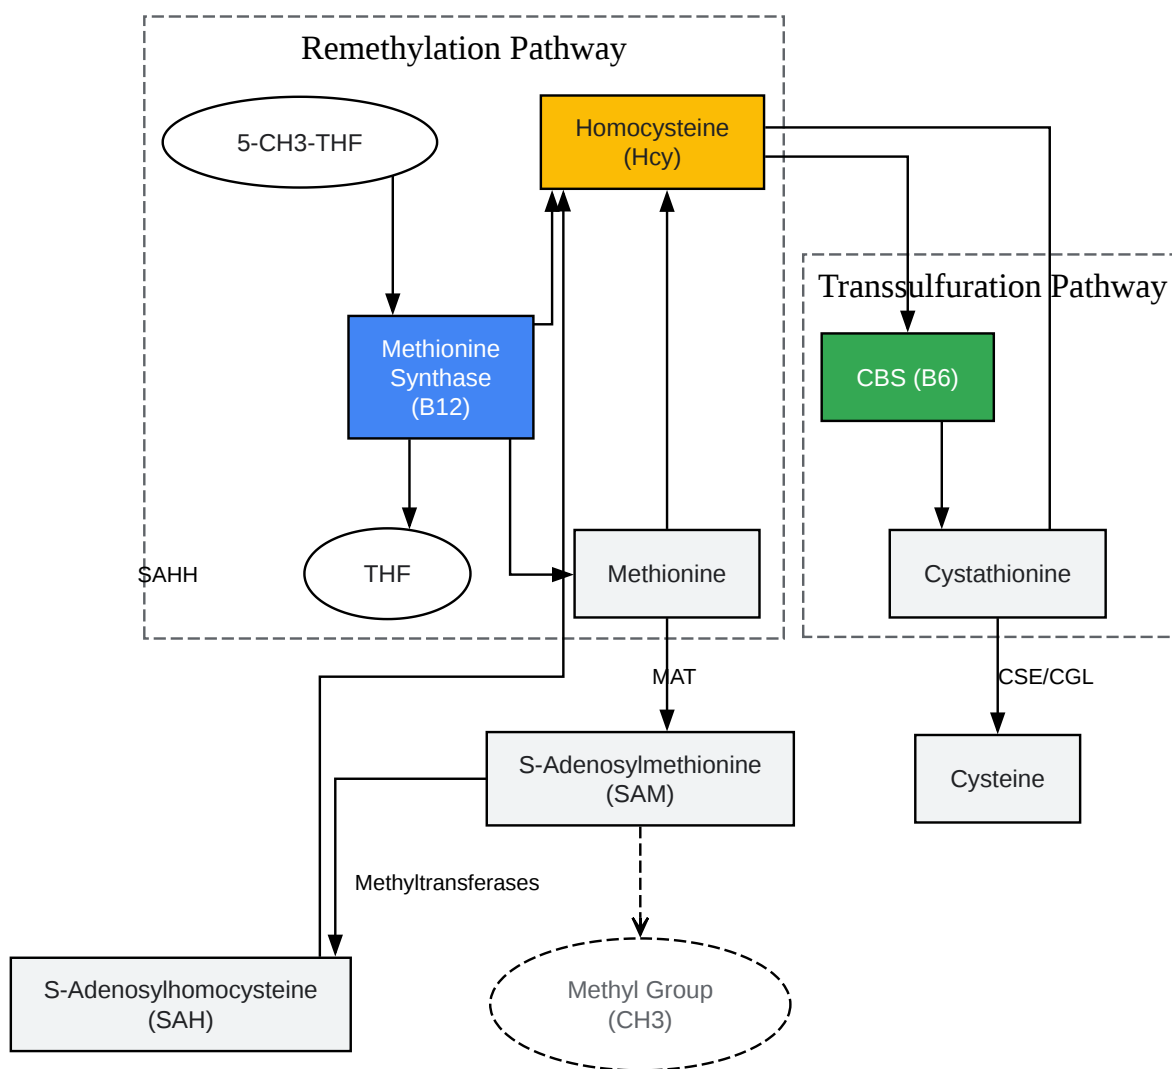 Remethylation Pathway
5-CH3-THF
Homocysteine
(Hcy)
Transsulfuration Pathway
Methionine
Synthase
(B12)
CBS (B6)
SAHH
THF
Methionine
Cystathionine
MAT
CSE/CGL
S-Adenosylmethionine
(SAM)
Cysteine
Methyltransferases
S-Adenosylhomocysteine
(SAH)
Methyl Group
(CH3)